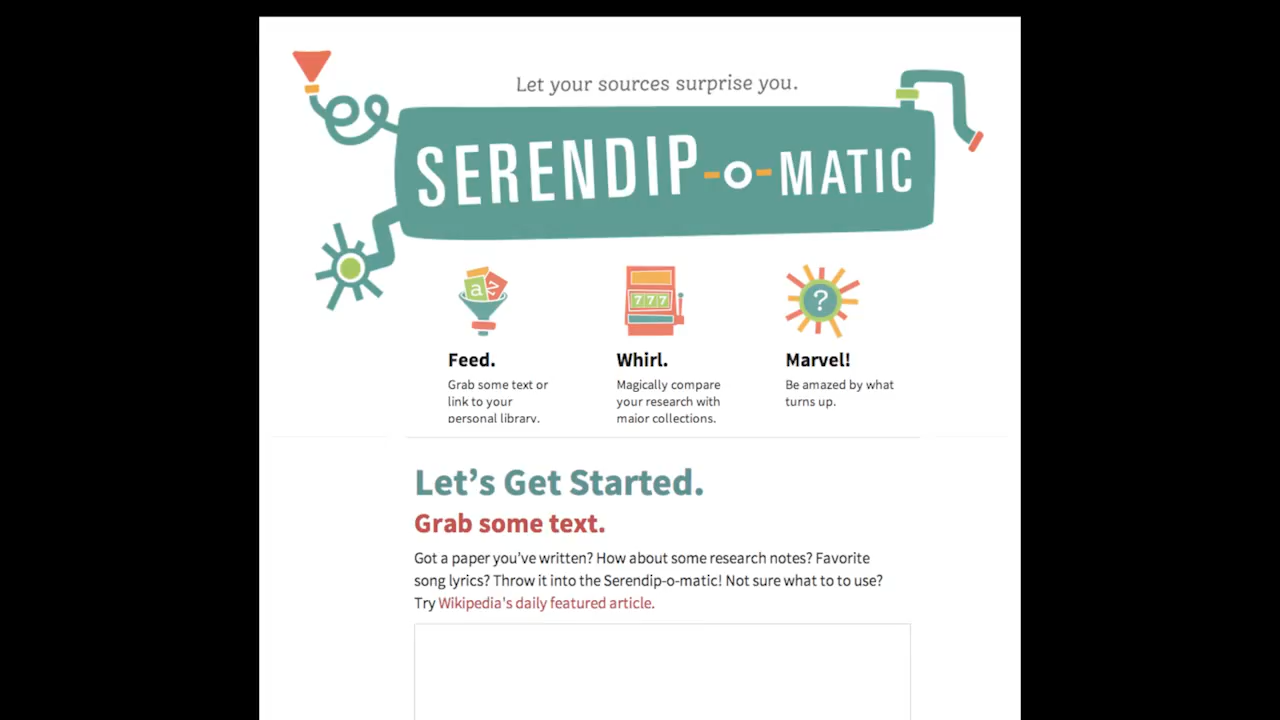 Let your sources surprise you.
SERENDIP-o-MATIC
a z
7 7 7
?
Feed.
Grab some text or
link to your
personal library.
Whirl.
Magically compare
your research with
major collections.
Marvel!
Be amazed by what
turns up.
Let’s Get Started.
Grab some text.
Got a paper you’ve written? How about some research notes? Favorite
song lyrics? Throw it into the Serendip-o-matic! Not sure what to to use?
Try Wikipedia's daily featured article.